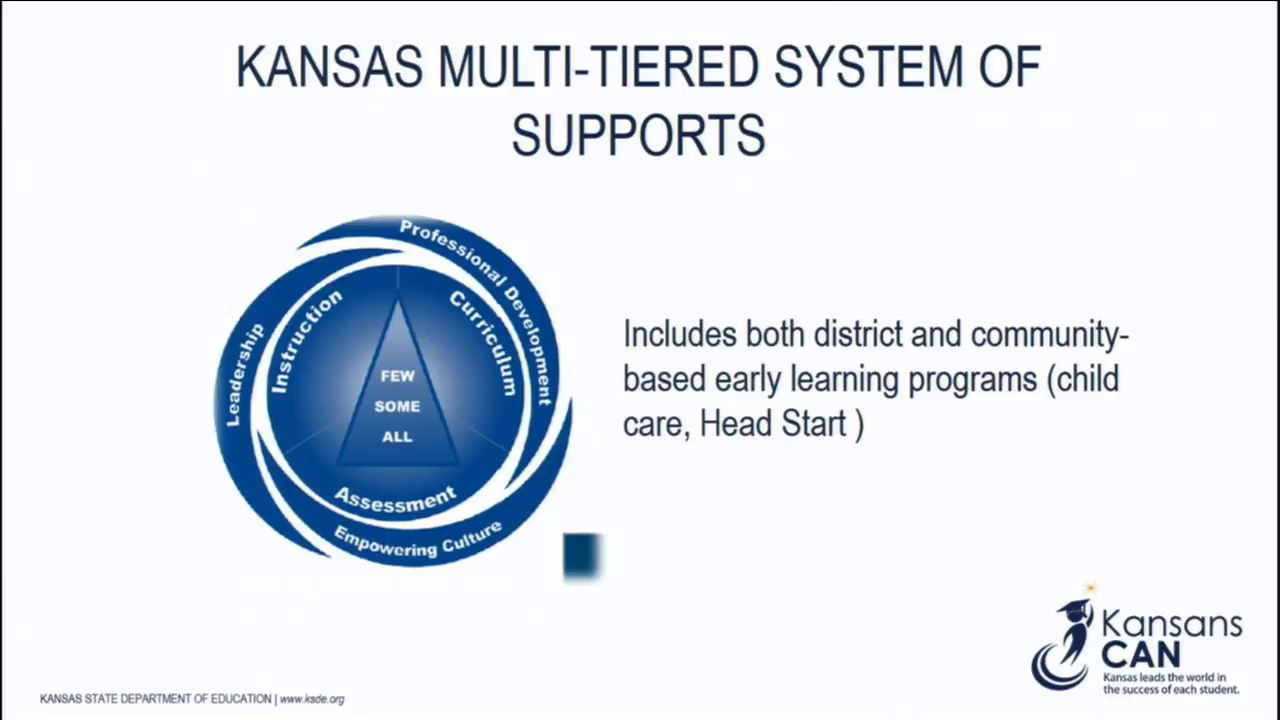 KANSAS MULTI-TIERED SYSTEM OF
SUPPORTS
Professional Development
Leadership
Instruction
Curriculum
FEW
SOME
ALL
Assessment
Empowering Culture
Includes both district and community-
based early learning programs (child
care, Head Start )
Kansans
CAN
Kansas leads the world in
the success of each student.
KANSAS STATE DEPARTMENT OF EDUCATION | www.ksde.org